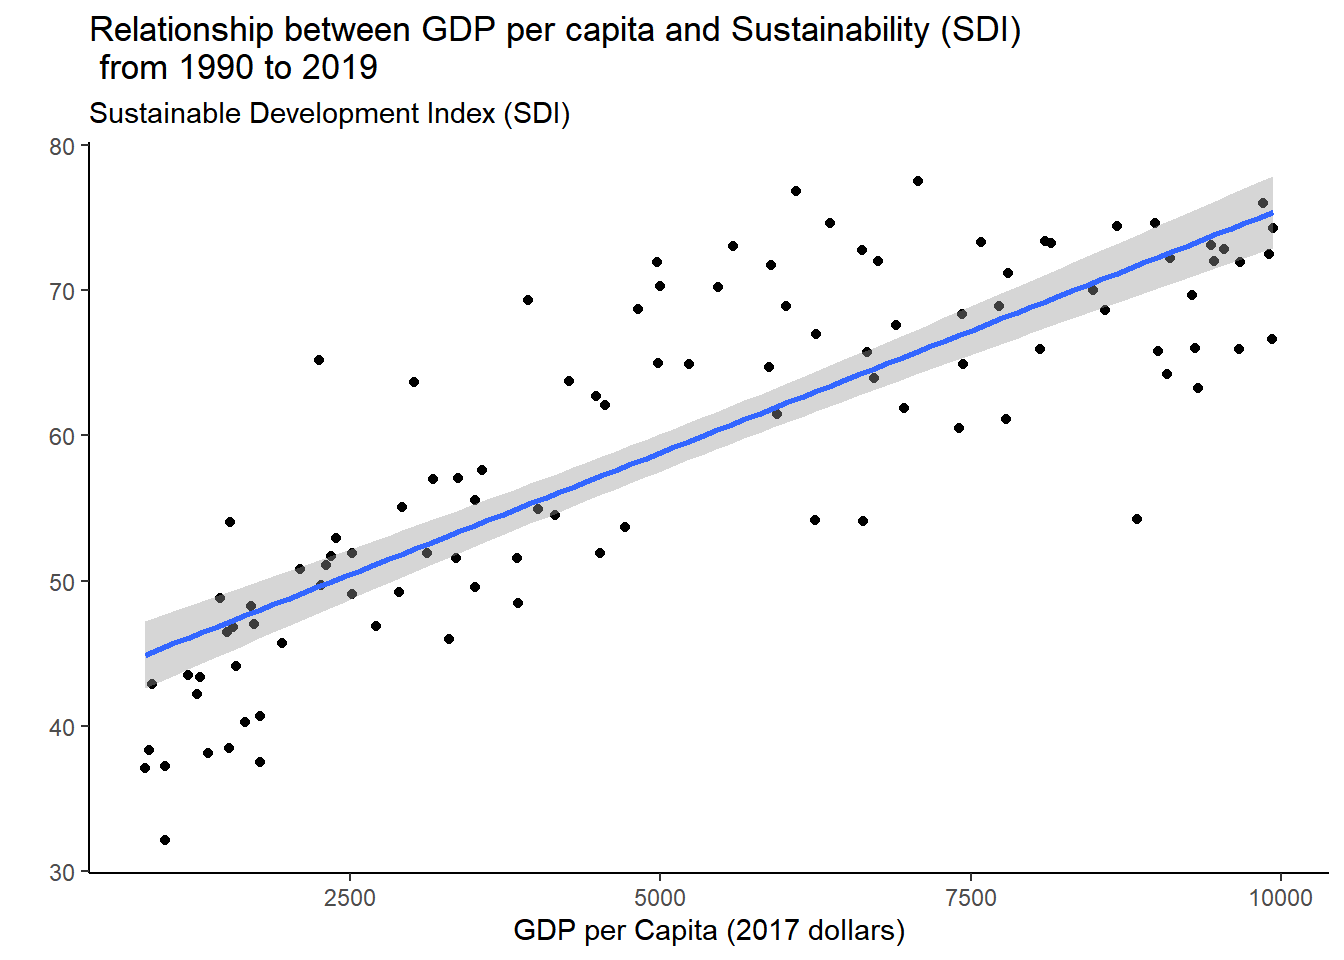 Relationship between GDP per capita and Sustainability (SDI)
from 1990 to 2019
Sustainable Development Index (SDI)
80
70
60
50
40
30
2500 5000 7500 10000
GDP per Capita (2017 dollars)